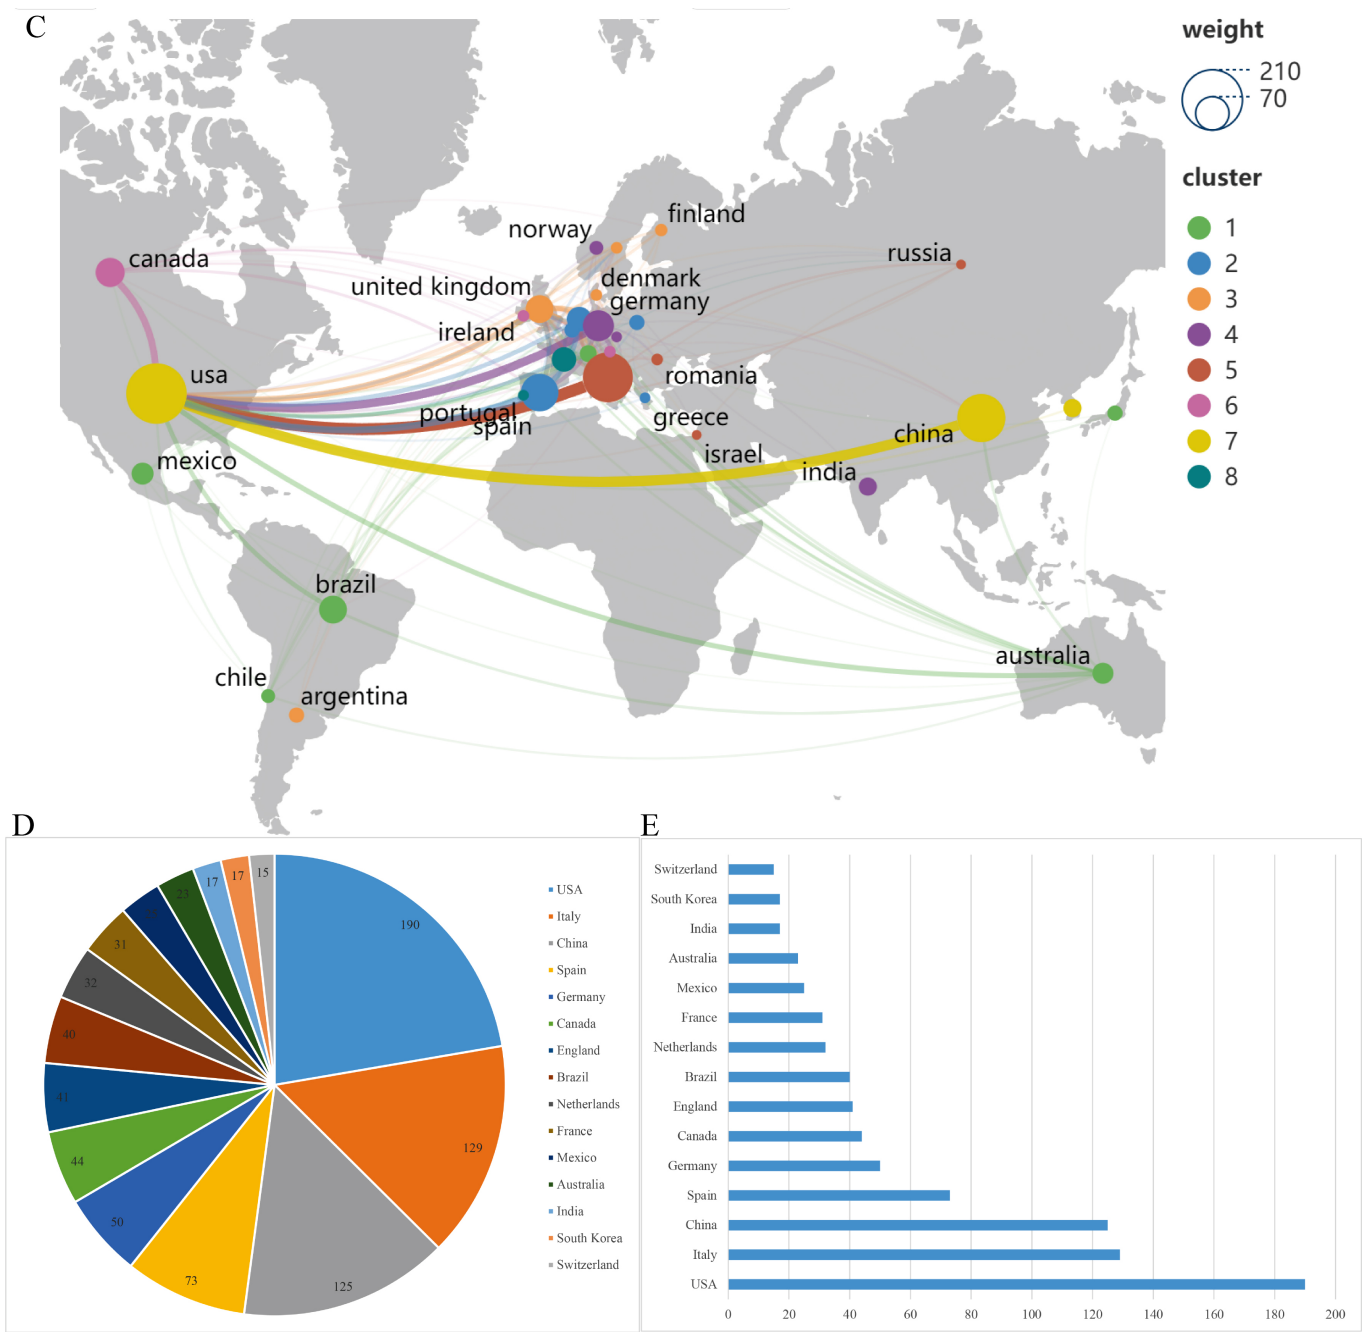 C
weight
210
70
cluster
1
2
3
4
5
6
7
8
finland
norway
russia
canada
denmark
united kingdom
germany
ireland
usa
romania
portugal
greece
spain
china
israel
mexico
india
brazil
australia
chile
argentina
D
190
129
125
73
50
44
41
40
32
31
23
17
17
15
USA
Italy
China
Spain
Germany
Canada
England
Brazil
Netherlands
France
Mexico
Australia
India
South Korea
Switzerland
E
Switzerland
South Korea
India
Australia
Mexico
France
Netherlands
Brazil
England
Canada
Germany
Spain
China
Italy
USA
0 20 40 60 80 100 120 140 160 180 200